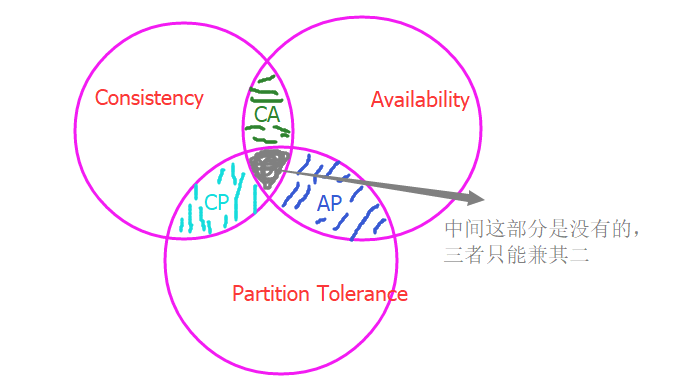 Consistency
Availability
CA
CP
AP
中间这部分是没有的，
三者只能兼其二
Partition Tolerance